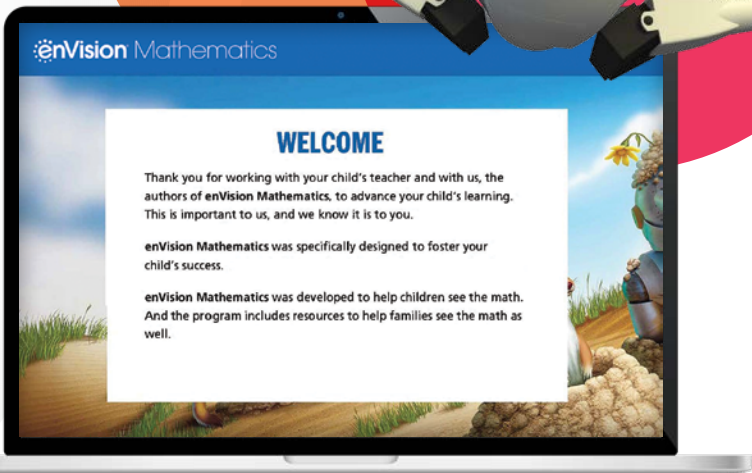 enVision Mathematics
WELCOME
Thank you for working with your child's teacher and with us, the
authors of enVision Mathematics, to advance your child's learning.
This is important to us, and we know it is to you.
enVision Mathematics was specifically designed to foster your
child's success.
enVision Mathematics was developed to help children see the math.
And the program includes resources to help families see the math as
well.